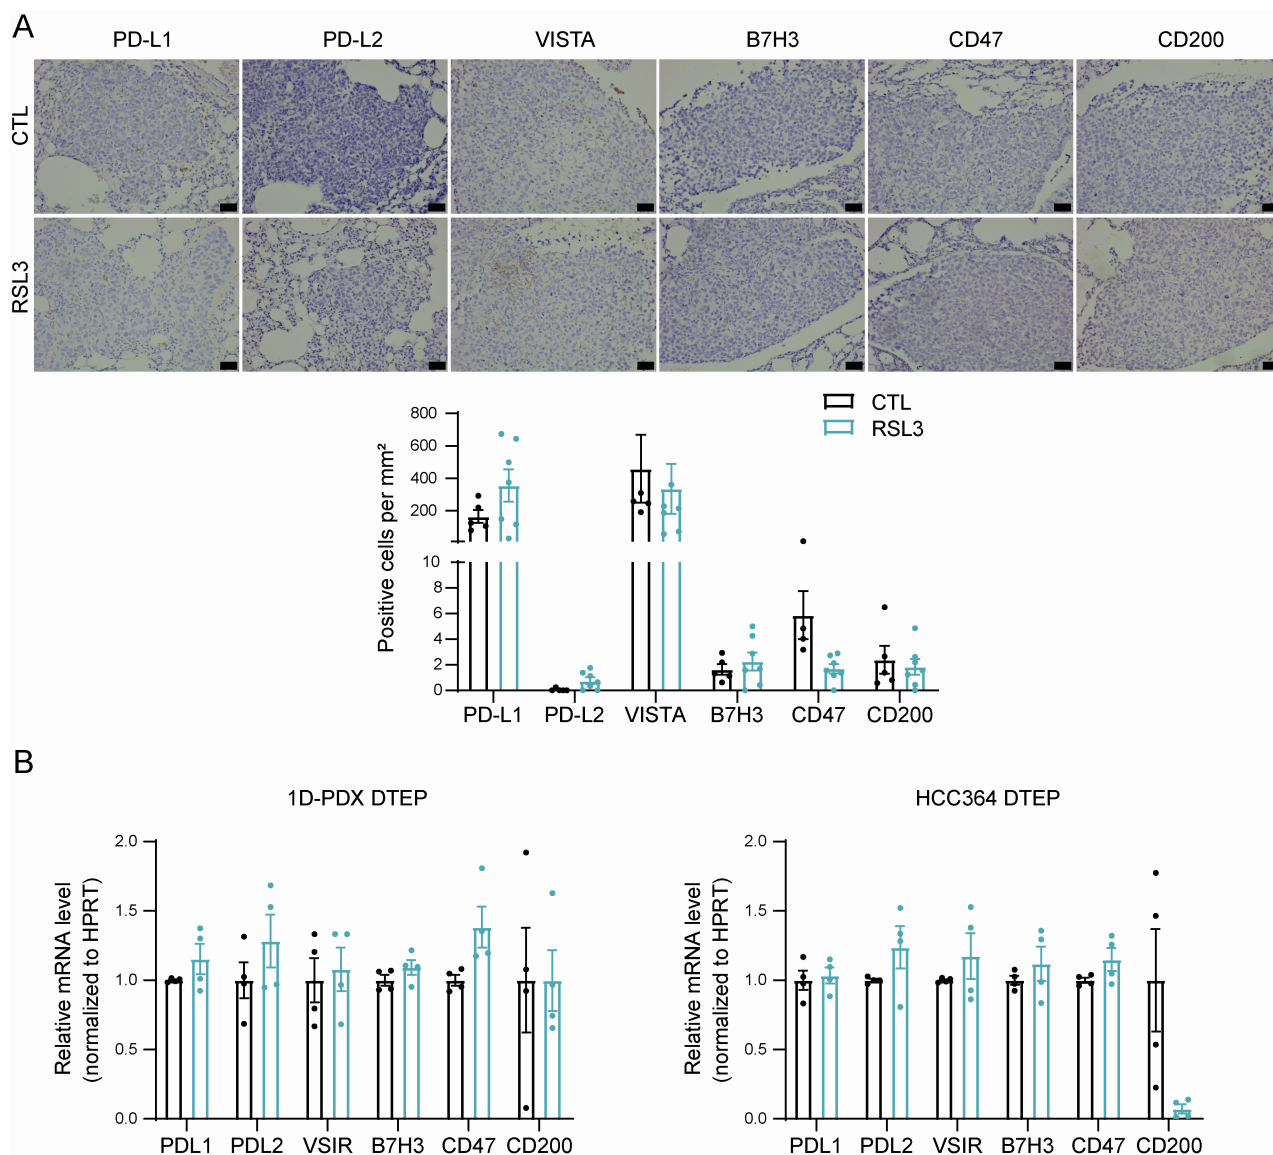 A
PD-L1 PD-L2 VISTA B7H3 CD47 CD200
CTL
RSL3
CTL
RSL3
Positive cells per mm²
800
600
400
200
10
8
6
4
2
0
PD-L1 PD-L2 VISTA B7H3 CD47 CD200
B
1D-PDX DTEP
Relative mRNA level
(normalized to HPRT)
2.0
1.5
1.0
0.5
0.0
PDL1 PDL2 VSIR B7H3 CD47 CD200
HCC364 DTEP
Relative mRNA level
(normalized to HPRT)
2.0
1.5
1.0
0.5
0.0
PDL1 PDL2 VSIR B7H3 CD47 CD200